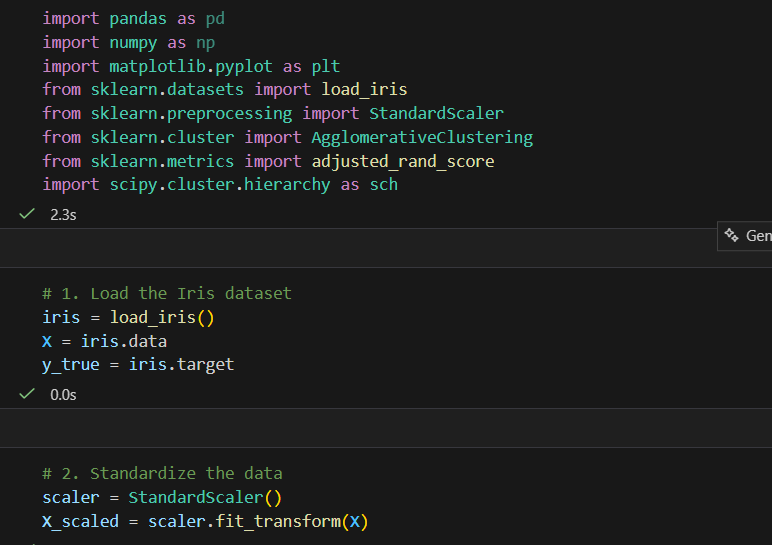 import pandas as pd
import numpy as np
import matplotlib.pyplot as plt
from sklearn.datasets import load_iris
from sklearn.preprocessing import StandardScaler
from sklearn.cluster import AgglomerativeClustering
from sklearn.metrics import adjusted_rand_score
import scipy.cluster.hierarchy as sch
2.3s
Gen
# 1. Load the Iris dataset
iris = load_iris()
X = iris.data
y_true = iris.target
0.0s
# 2. Standardize the data
scaler = StandardScaler()
X_scaled = scaler.fit_transform(X)